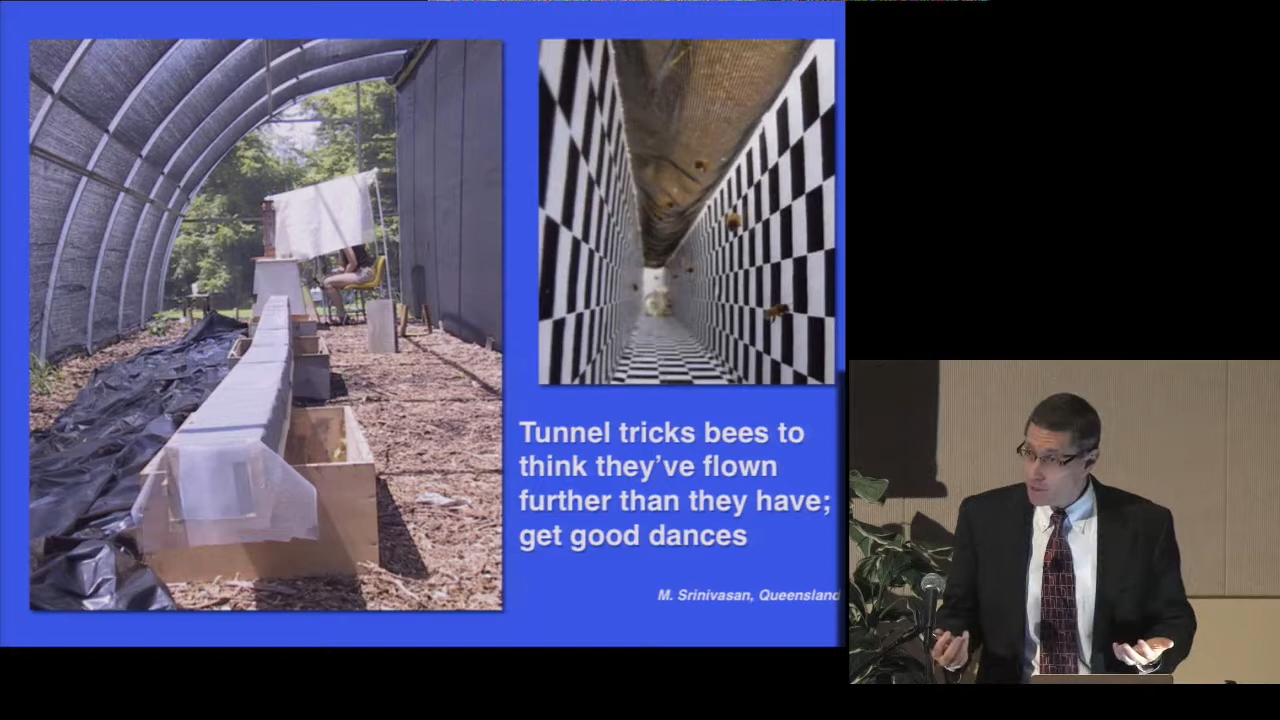 Tunnel tricks bees to
think they've flown
further than they have;
get good dances
M. Srinivasan, Queensland